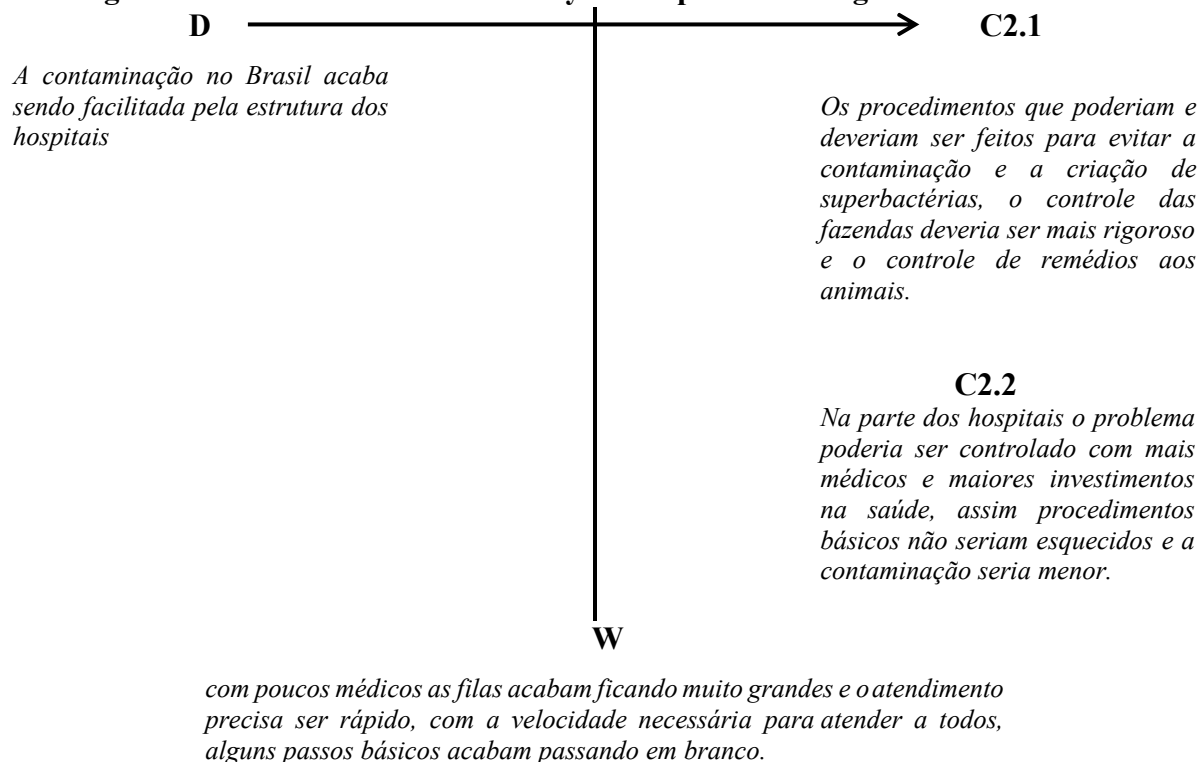 D
C2.1
A contaminação no Brasil acaba
sendo facilitada pela estrutura dos
hospitais
Os procedimentos que poderiam e
deveriam ser feitos para evitar a
contaminação e a criação de
superbactérias, o controle das
fazendas deveria ser mais rigoroso
e o controle de remédios aos
animais.
C2.2
Na parte dos hospitais o problema
poderia ser controlado com mais
médicos e maiores investimentos
na saúde, assim procedimentos
básicos não seriam esquecidos e a
contaminação seria menor.
W
com poucos médicos as filas acabam ficando muito grandes e o atendimento
precisa ser rápido, com a velocidade necessária para atender a todos,
alguns passos básicos acabam passando em branco.